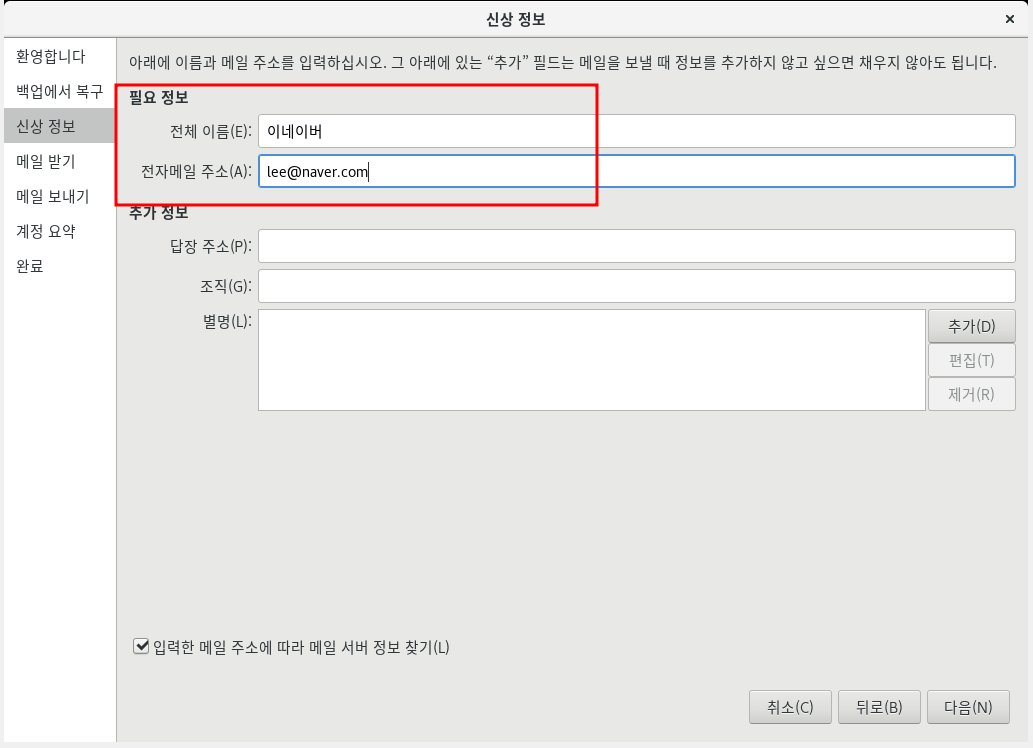 신상 정보
×
환영합니다
백업에서 복구
신상 정보
메일 받기
메일 보내기
계정 요약
완료
아래에 이름과 메일 주소를 입력하십시오. 그 아래에 있는 “추가” 필드는 메일을 보낼 때 정보를 추가하지 않고 싶으면 채우지 않아도 됩니다.
필요 정보
전체 이름(E): 이네이버
전자메일 주소(A): lee@naver.com
추가 정보
답장 주소(P):
조직(G):
별명(L):
추가(D)
편집(T)
제거(R)
입력한 메일 주소에 따라 메일 서버 정보 찾기(L)
취소(C) 뒤로(B) 다음(N)